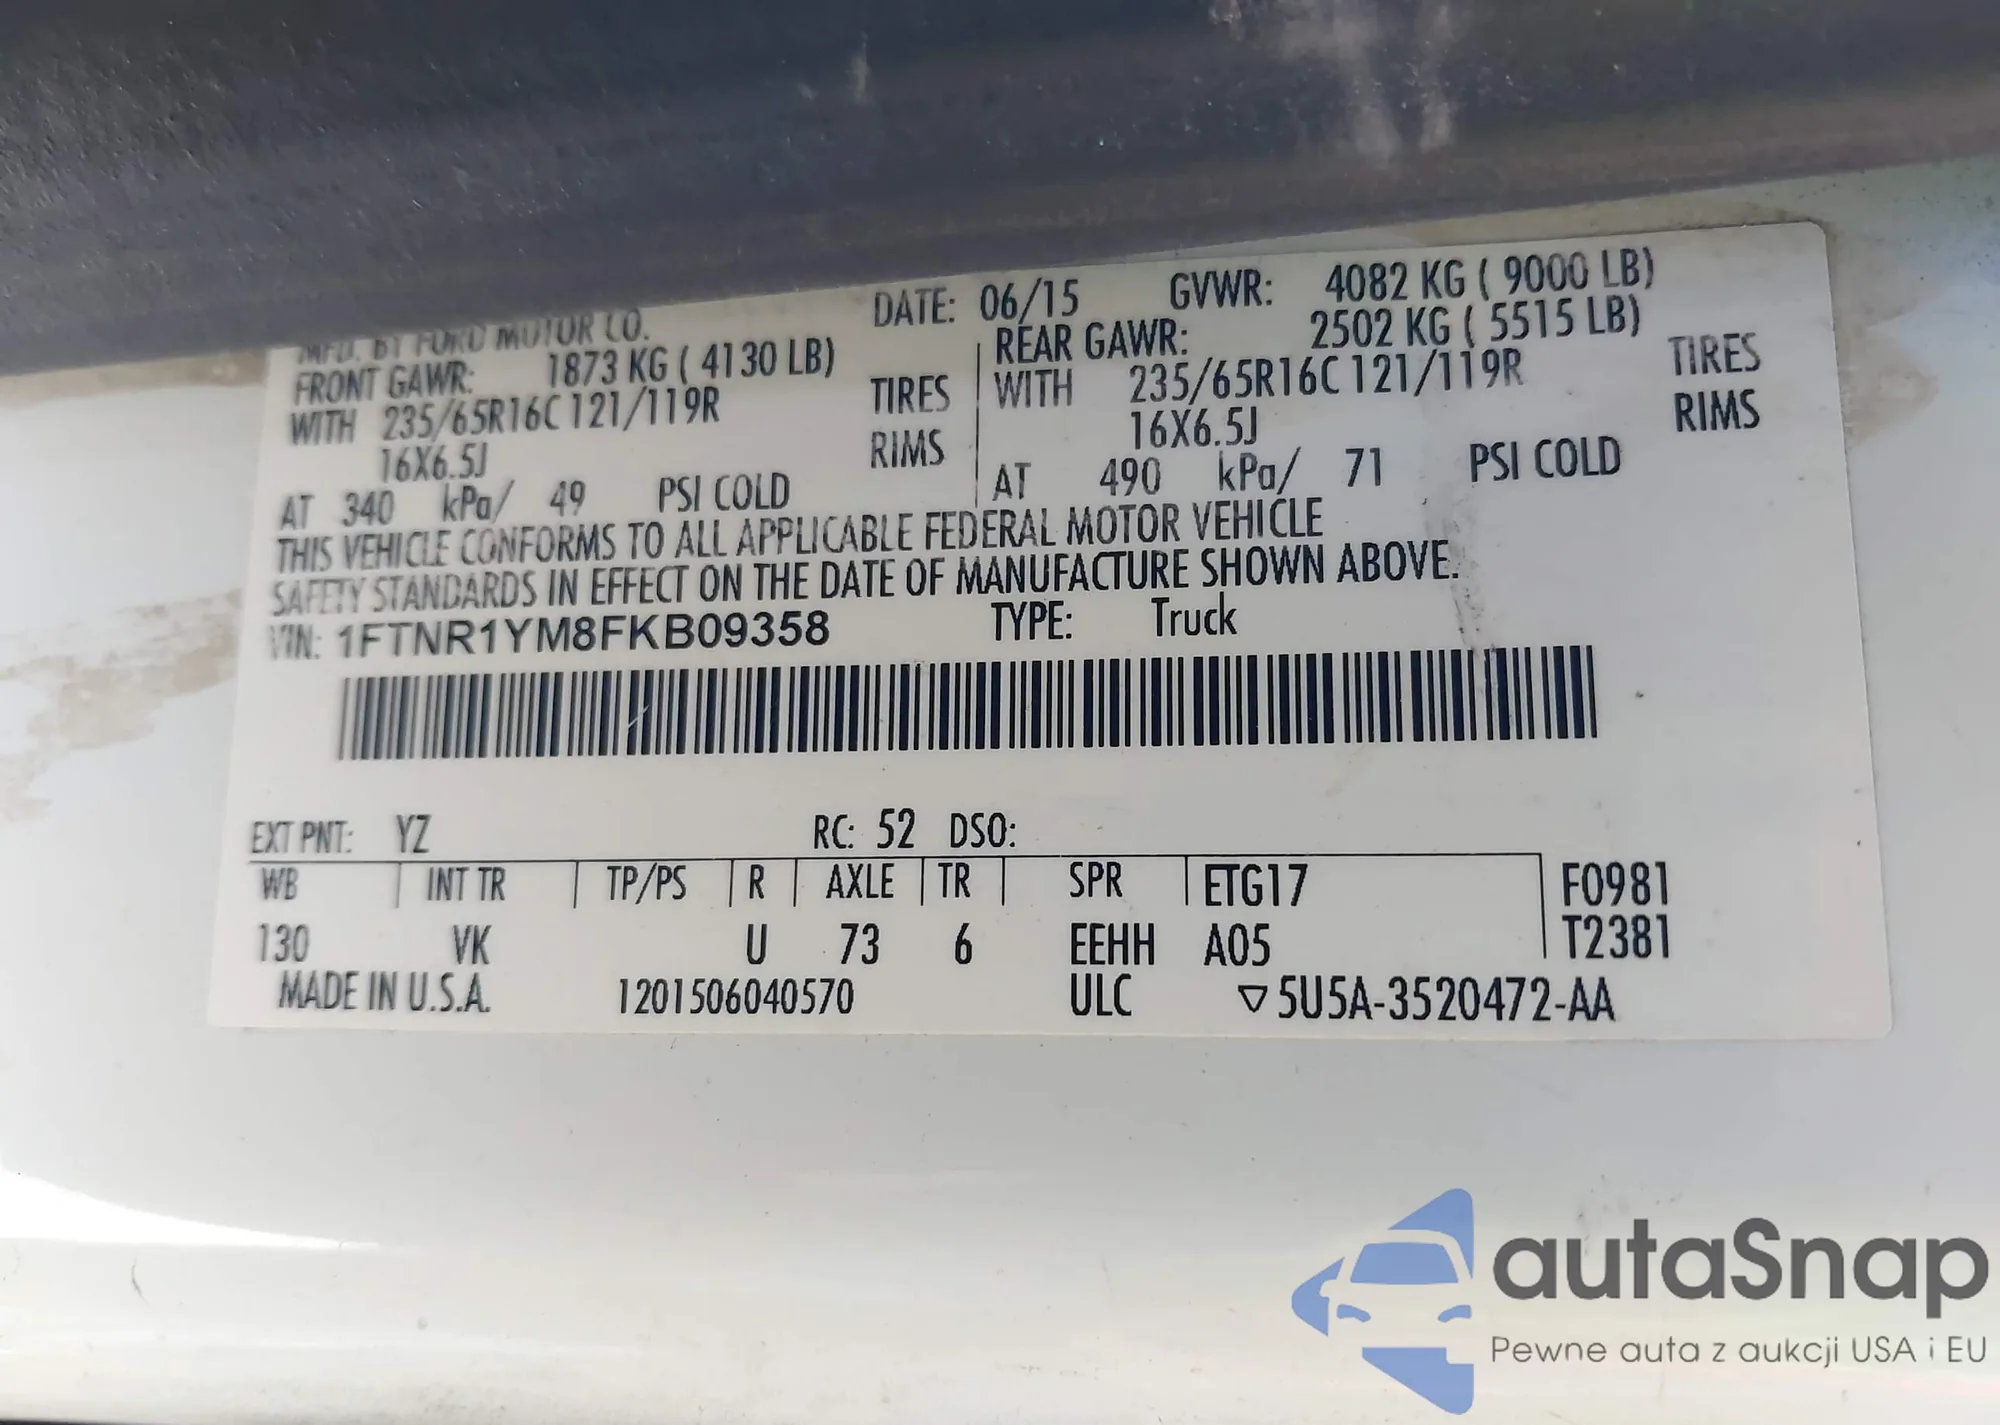 MFD. BY FORD MOTOR CO.
DATE: 06/15 GVWR: 4082 KG ( 9000 LB)
FRONT GAWR: 1873 KG ( 4130 LB)
REAR GAWR: 2502 KG ( 5515 LB)
WITH 235/65R16C 121/119R TIRES
WITH 235/65R16C 121/119R TIRES
16X6.5J RIMS
16X6.5J RIMS
AT 340 kPa/ 49 PSI COLD
AT 490 kPa/ 71 PSI COLD
THIS VEHICLE CONFORMS TO ALL APPLICABLE FEDERAL MOTOR VEHICLE
SAFETY STANDARDS IN EFFECT ON THE DATE OF MANUFACTURE SHOWN ABOVE.
VIN: 1FTNR1YM8FKB09358 TYPE: Truck
EXT PNT: YZ RC: 52 DSO:
WB INT TR TP/PS R AXLE TR SPR ETG17 F0981
130 VK U 73 6 EEHH A05 T2381
MADE IN U.S.A. 1201506040570 ULC ▽5U5A-3520472-AA
autaSnap
Pewne auta z aukcji USA i EU